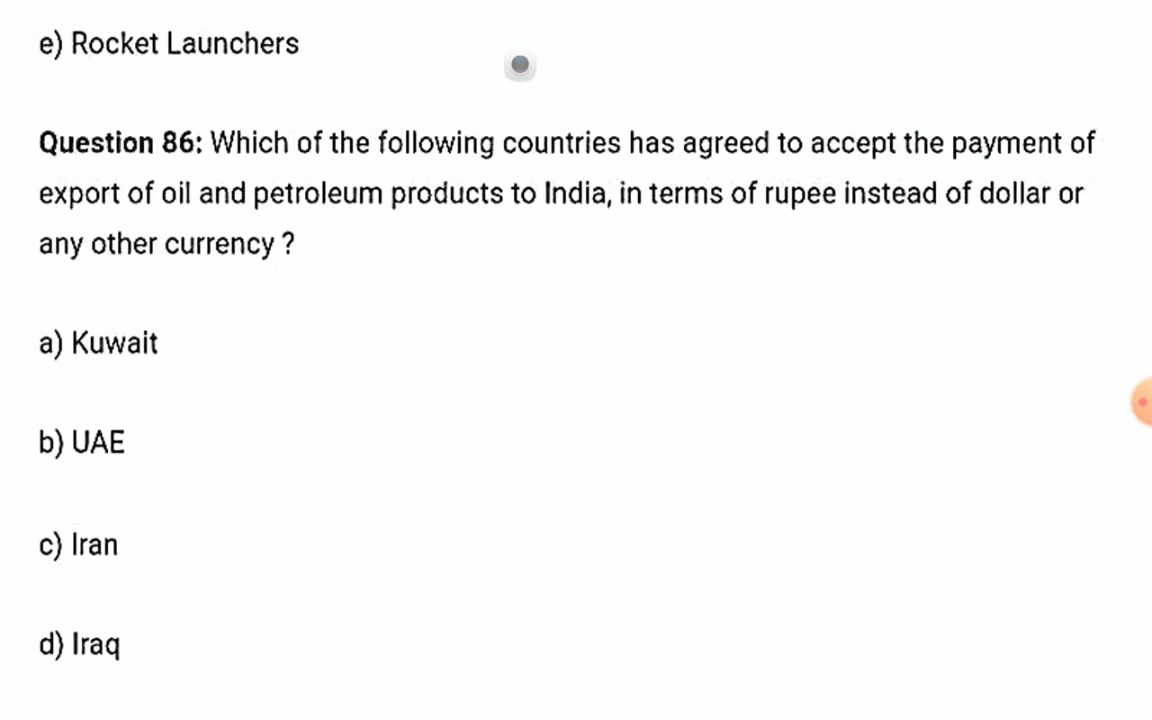 e) Rocket Launchers
Question 86: Which of the following countries has agreed to accept the payment of
export of oil and petroleum products to India, in terms of rupee instead of dollar or
any other currency ?
a) Kuwait
b) UAE
c) Iran
d) Iraq